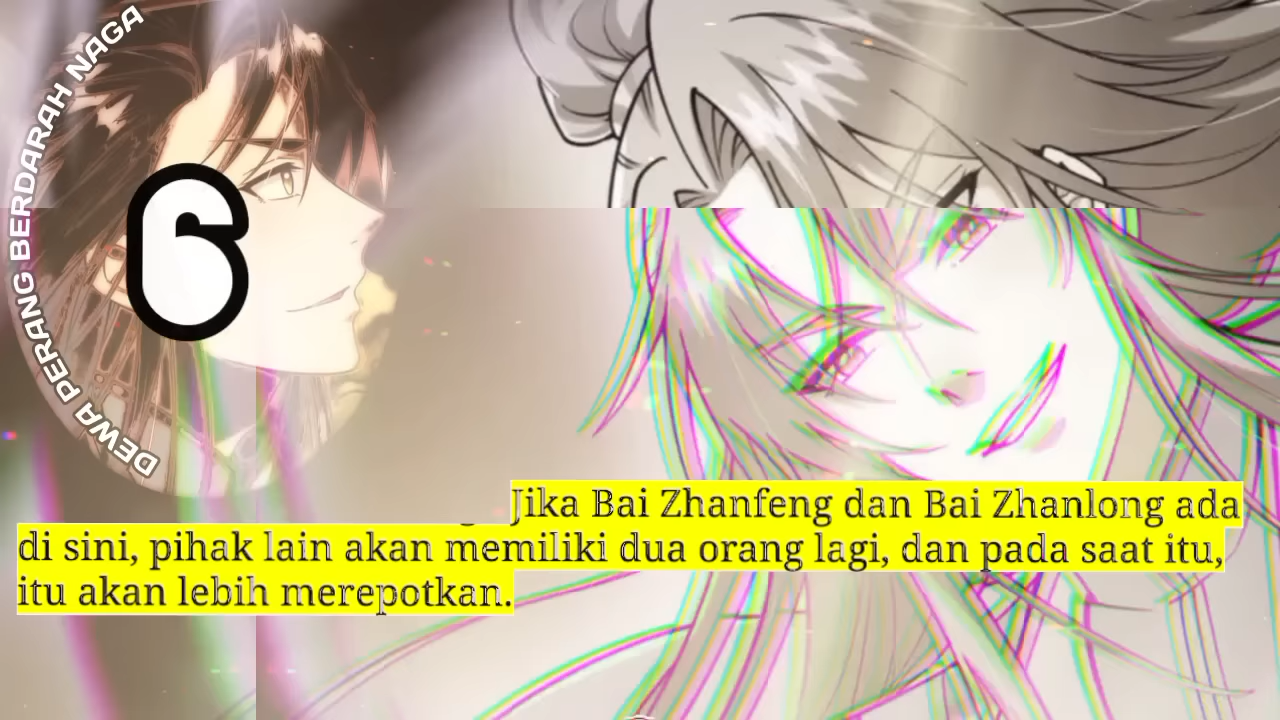 DEWA PERANG BERDARAH NAGA
6
Jika Bai Zhanfeng dan Bai Zhanlong ada
di sini, pihak lain akan memiliki dua orang lagi, dan pada saat itu,
itu akan lebih merepotkan.